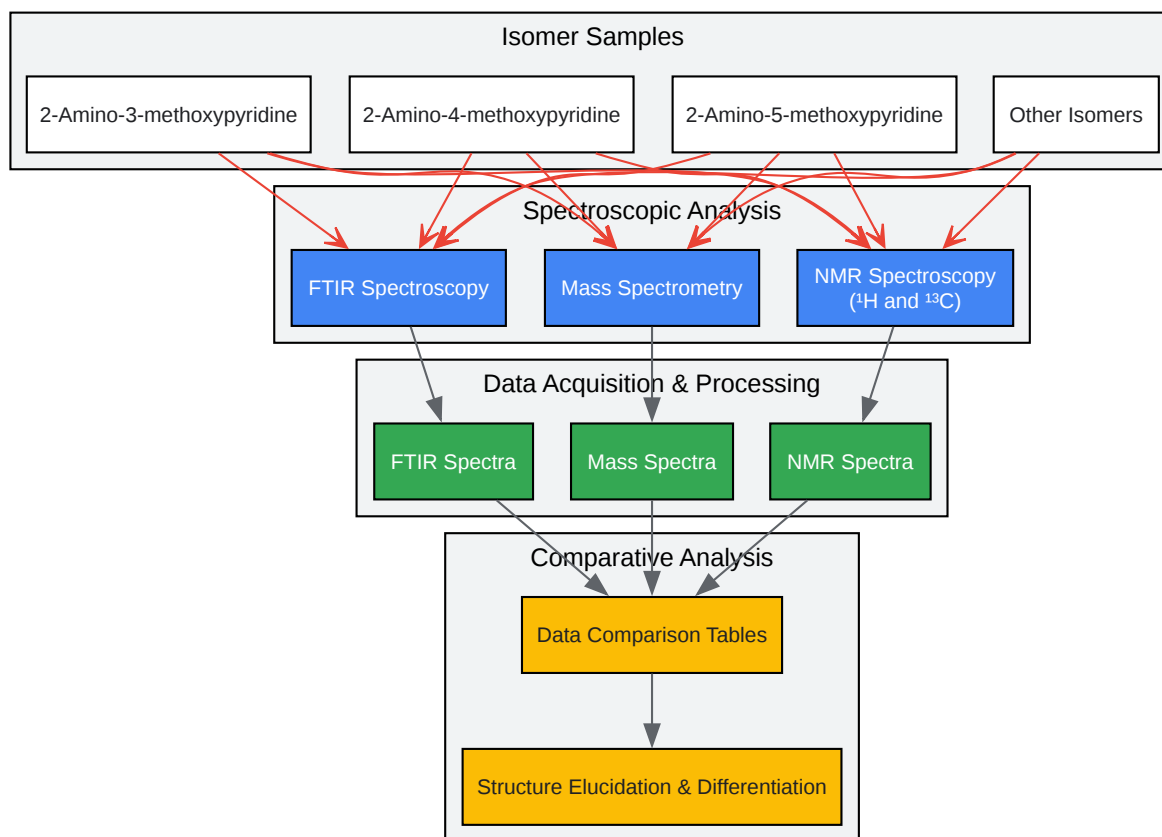 Isomer Samples
2-Amino-3-methoxypyridine
2-Amino-4-methoxypyridine
2-Amino-5-methoxypyridine
Other Isomers
Spectroscopic Analysis
FTIR Spectroscopy
Mass Spectrometry
NMR Spectroscopy
(¹H and ¹³C)
Data Acquisition & Processing
FTIR Spectra
Mass Spectra
NMR Spectra
Comparative Analysis
Data Comparison Tables
Structure Elucidation & Differentiation